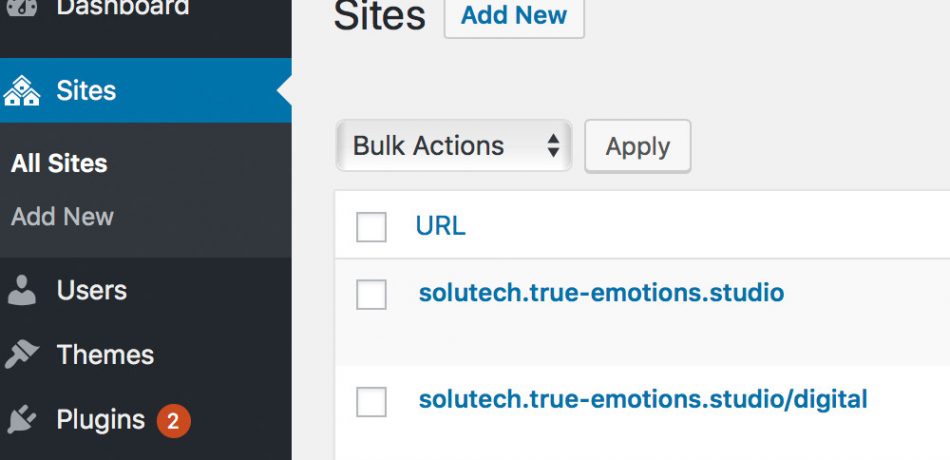 Dashboard
Sites
All Sites
Add New
Users
Themes
Plugins 2
Sites Add New
Bulk Actions Apply
URL
solutech.true-emotions.studio
solutech.true-emotions.studio/digital